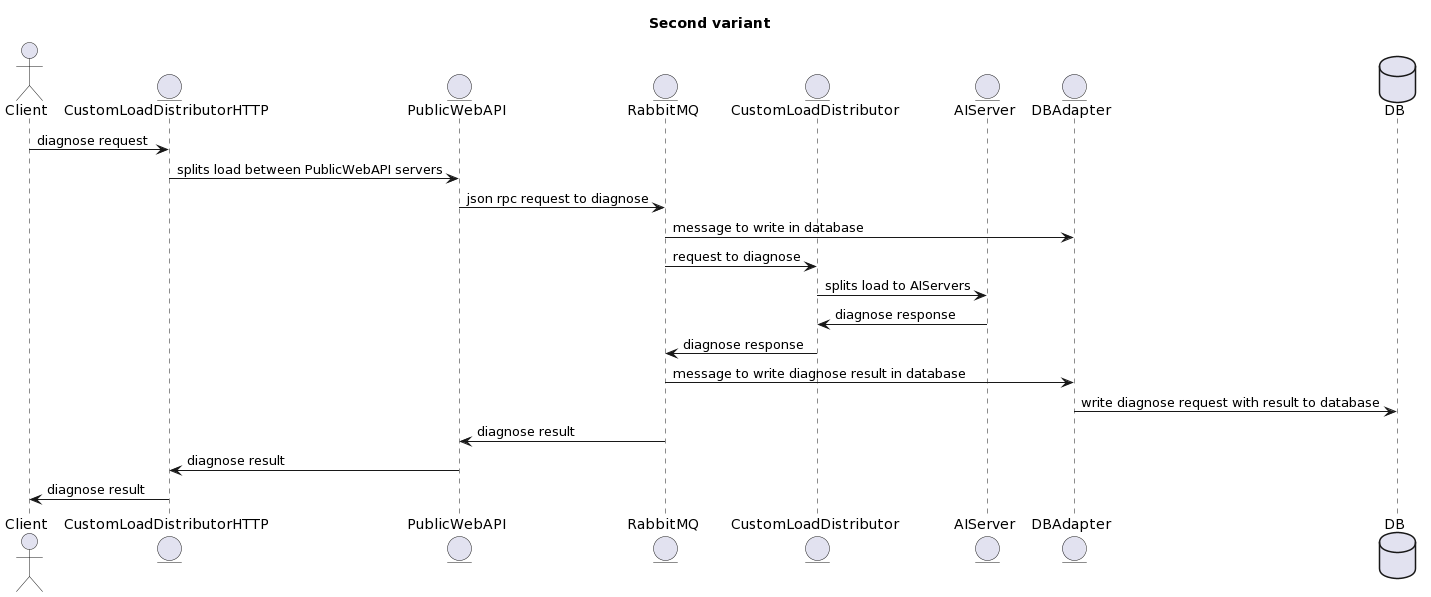 Second variant
Client CustomLoadDistributorHTTP PublicWebAPI RabbitMQ CustomLoadDistributor AIServer DBAdapter DB
diagnose request
splits load between PublicWebAPI servers
json rpc request to diagnose
message to write in database
request to diagnose
splits load to AIServers
diagnose response
diagnose response
message to write diagnose result in database
write diagnose request with result to database
diagnose result
diagnose result
diagnose result
Client CustomLoadDistributorHTTP PublicWebAPI RabbitMQ CustomLoadDistributor AIServer DBAdapter DB